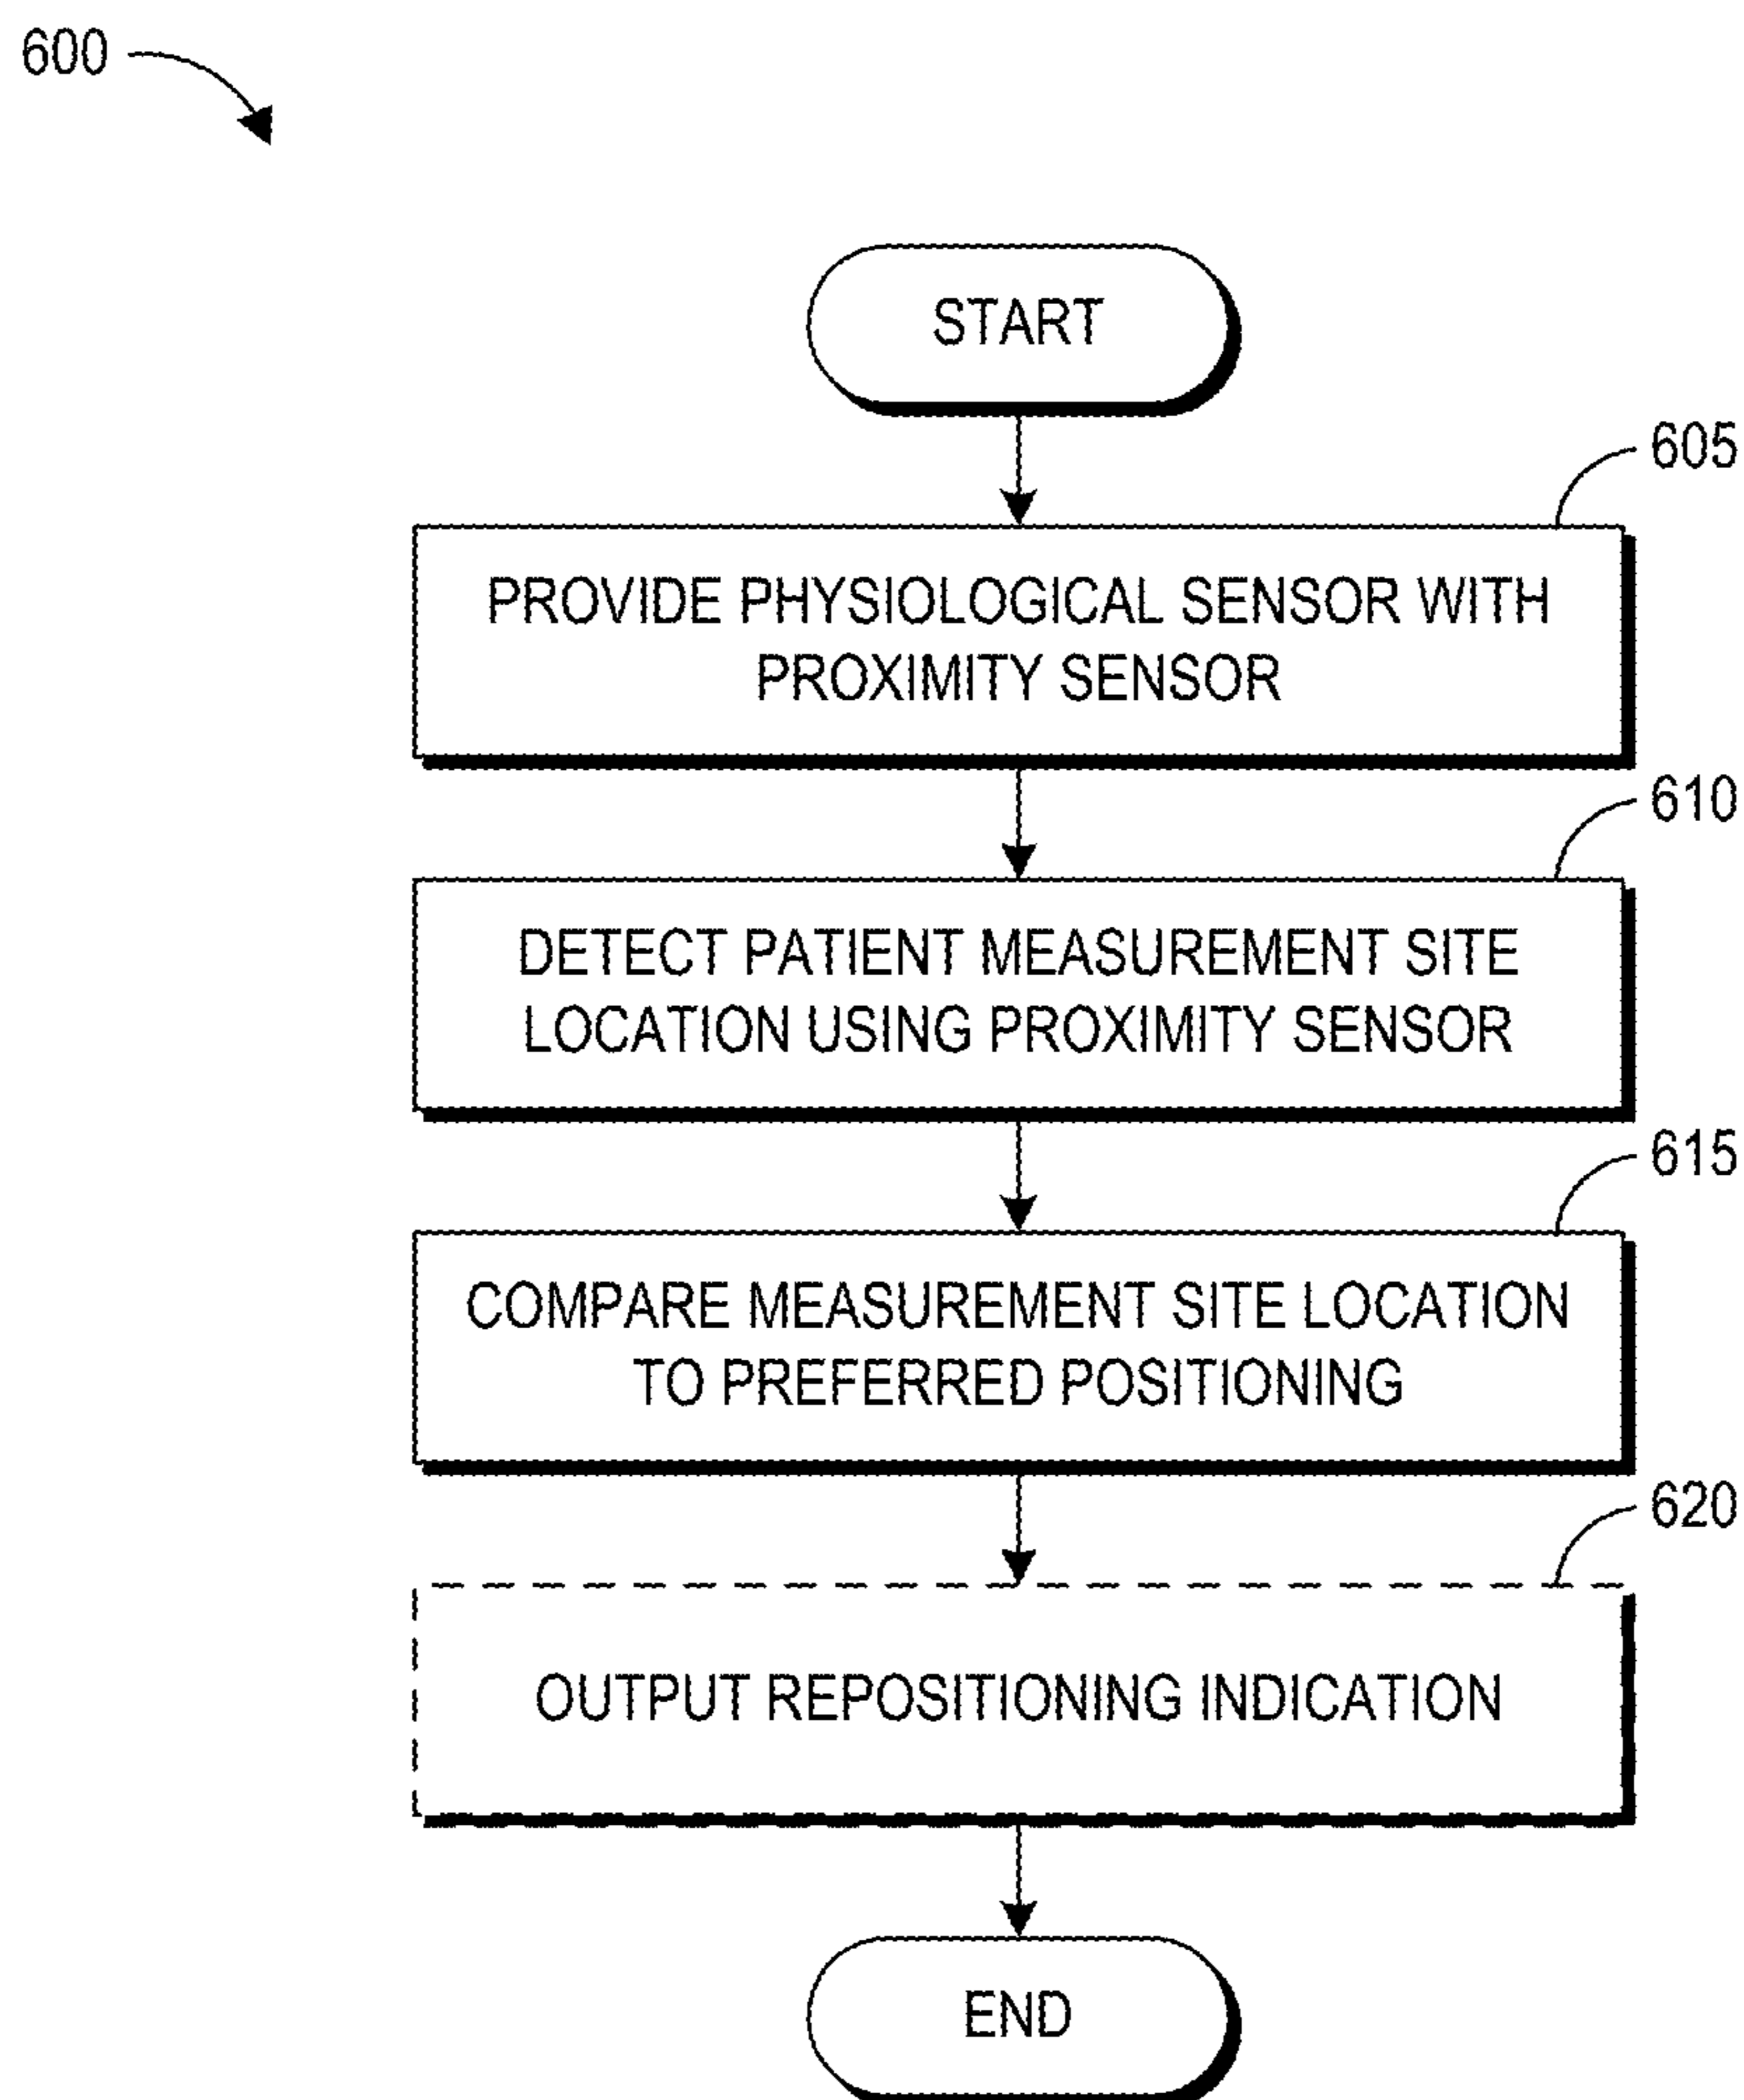 600
START
605
PROVIDE PHYSIOLOGICAL SENSOR WITH
PROXIMITY SENSOR
610
DETECT PATIENT MEASUREMENT SITE
LOCATION USING PROXIMITY SENSOR
615
COMPARE MEASUREMENT SITE LOCATION
TO PREFERRED POSITIONING
620
OUTPUT REPOSITIONING INDICATION
END